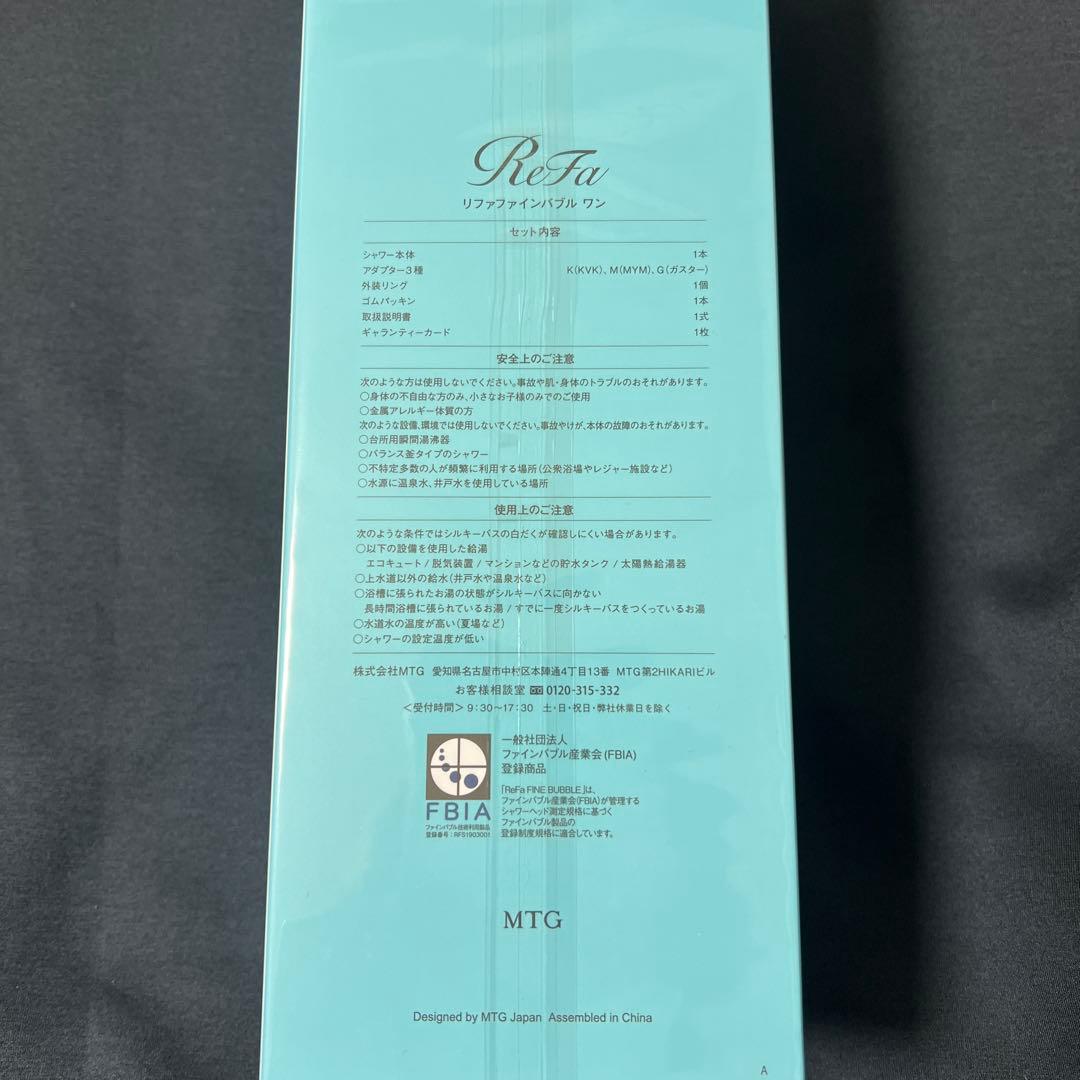 ReFa
リファファインバブル ワン
セット内容
シャワー本体 1本
アダプター3種 K(KVK)、M(MYM)、G(ガスター)
外装リング 1個
ゴムパッキン 1本
取扱説明書 1式
ギャランティーカード 1枚
安全上のご注意
次のような方は使用しないでください。事故や肌・身体のトラブルのおそれがあります。
○身体の不自由な方のみ、小さなお子様のみでのご使用
○金属アレルギー体質の方
次のような設備、環境では使用しないでください。事故やけが、本体の故障のおそれがあります。
○台所用瞬間湯沸器
○バランス釜タイプのシャワー
○不特定多数の人が頻繁に利用する場所(公衆浴場やレジャー施設など)
○水源に温泉水、井戸水を使用している場所
使用上のご注意
次のような条件ではシルキーバスの白だくが確認しにくい場合があります。
○以下の設備を使用した給湯
エコキュート / 脱気装置 / マンションなどの貯水タンク / 太陽熱給湯器
○上水道以外の給水(井戸水や温泉水など)
○浴槽に張られたお湯の状態がシルキーバスに向かない
長時間浴槽に張られているお湯 / すでに一度シルキーバスをつくっているお湯
○水道水の温度が高い(夏場など)
○シャワーの設定温度が低い
株式会社MTG 愛知県名古屋市中村区本陣通4丁目13番 MTG第2HIKARIビル
お客様相談室 0120-315-332
<受付時間> 9:30〜17:30 土・日・祝日・弊社休業日を除く
一般社団法人
ファインバブル産業会(FBIA)
登録商品
「ReFa FINE BUBBLE」は、
ファインバブル産業会(FBIA)が管理する
シャワーヘッド測定規格に基づく
ファインバブル製品の
登録制度規格に適合しています。
FBIA
ファインバブル技術利用製品
登録番号:RFS1903001
MTG
Designed by MTG Japan Assembled in China
A